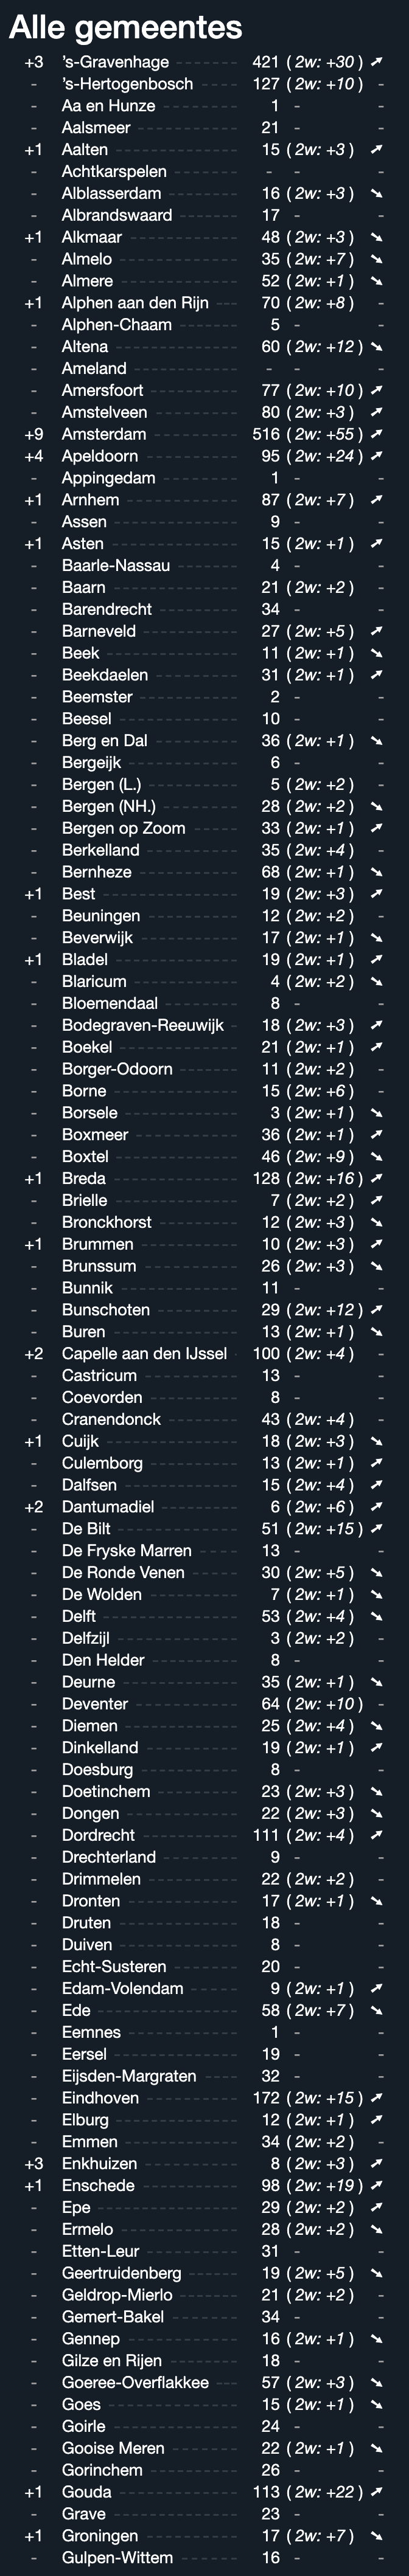 Alle gemeentes
+3 ’s-Gravenhage 421 ( 2w: +30 ) ➚
- ’s-Hertogenbosch 127 ( 2w: +10 ) -
- Aa en Hunze 1 - -
- Aalsmeer 21 - -
+1 Aalten 15 ( 2w: +3 ) ➚
- Achtkarspelen - - -
- Alblasserdam 16 ( 2w: +3 ) ➘
- Albrandswaard 17 - -
+1 Alkmaar 48 ( 2w: +3 ) ➘
- Almelo 35 ( 2w: +7 ) ➘
- Almere 52 ( 2w: +1 ) ➘
+1 Alphen aan den Rijn 70 ( 2w: +8 ) -
- Alphen-Chaam 5 - -
- Altena 60 ( 2w: +12 ) ➘
- Ameland - - -
- Amersfoort 77 ( 2w: +10 ) ➚
- Amstelveen 80 ( 2w: +3 ) ➚
+9 Amsterdam 516 ( 2w: +55 ) ➚
+4 Apeldoorn 95 ( 2w: +24 ) ➚
- Appingedam 1 - -
+1 Arnhem 87 ( 2w: +7 ) ➚
- Assen 9 - -
+1 Asten 15 ( 2w: +1 ) ➚
- Baarle-Nassau 4 - -
- Baarn 21 ( 2w: +2 ) -
- Barendrecht 34 - -
- Barneveld 27 ( 2w: +5 ) ➚
- Beek 11 ( 2w: +1 ) ➘
- Beekdaelen 31 ( 2w: +1 ) ➚
- Beemster 2 - -
- Beesel 10 - -
- Berg en Dal 36 ( 2w: +1 ) ➘
- Bergeijk 6 - -
- Bergen (L.) 5 ( 2w: +2 ) -
- Bergen (NH.) 28 ( 2w: +2 ) ➘
- Bergen op Zoom 33 ( 2w: +1 ) ➚
- Berkelland 35 ( 2w: +4 ) -
- Bernheze 68 ( 2w: +1 ) ➘
+1 Best 19 ( 2w: +3 ) ➚
- Beuningen 12 ( 2w: +2 ) -
- Beverwijk 17 ( 2w: +1 ) ➘
+1 Bladel 19 ( 2w: +1 ) ➚
- Blaricum 4 ( 2w: +2 ) ➘
- Bloemendaal 8 - -
- Bodegraven-Reeuwijk 18 ( 2w: +3 ) ➚
- Boekel 21 ( 2w: +1 ) ➚
- Borger-Odoorn 11 ( 2w: +2 ) -
- Borne 15 ( 2w: +6 ) -
- Borsele 3 ( 2w: +1 ) ➘
- Boxmeer 36 ( 2w: +1 ) ➚
- Boxtel 46 ( 2w: +9 ) ➘
+1 Breda 128 ( 2w: +16 ) ➚
- Brielle 7 ( 2w: +2 ) ➚
- Bronckhorst 12 ( 2w: +3 ) ➘
+1 Brummen 10 ( 2w: +3 ) ➚
- Brunssum 26 ( 2w: +3 ) ➘
- Bunnik 11 - -
- Bunschoten 29 ( 2w: +12 ) ➚
- Buren 13 ( 2w: +1 ) ➘
+2 Capelle aan den IJssel 100 ( 2w: +4 ) -
- Castricum 13 - -
- Coevorden 8 - -
- Cranendonck 43 ( 2w: +4 ) -
+1 Cuijk 18 ( 2w: +3 ) ➘
- Culemborg 13 ( 2w: +1 ) ➚
- Dalfsen 15 ( 2w: +4 ) ➚
+2 Dantumadiel 6 ( 2w: +6 ) ➚
- De Bilt 51 ( 2w: +15 ) ➚
- De Fryske Marren 13 - -
- De Ronde Venen 30 ( 2w: +5 ) ➘
- De Wolden 7 ( 2w: +1 ) ➘
- Delft 53 ( 2w: +4 ) ➘
- Delfzijl 3 ( 2w: +2 ) -
- Den Helder 8 - -
- Deurne 35 ( 2w: +1 ) ➘
- Deventer 64 ( 2w: +10 ) -
- Diemen 25 ( 2w: +4 ) ➘
- Dinkelland 19 ( 2w: +1 ) ➚
- Doesburg 8 - -
- Doetinchem 23 ( 2w: +3 ) ➘
- Dongen 22 ( 2w: +3 ) ➘
- Dordrecht 111 ( 2w: +4 ) ➚
- Drechterland 9 - -
- Drimmelen 22 ( 2w: +2 ) -
- Dronten 17 ( 2w: +1 ) ➘
- Druten 18 - -
- Duiven 8 - -
- Echt-Susteren 20 - -
- Edam-Volendam 9 ( 2w: +1 ) ➚
- Ede 58 ( 2w: +7 ) ➘
- Eemnes 1 - -
- Eersel 19 - -
- Eijsden-Margraten 32 - -
- Eindhoven 172 ( 2w: +15 ) ➚
- Elburg 12 ( 2w: +1 ) ➚
- Emmen 34 ( 2w: +2 ) -
+3 Enkhuizen 8 ( 2w: +3 ) ➚
+1 Enschede 98 ( 2w: +19 ) ➚
- Epe 29 ( 2w: +2 ) ➚
- Ermelo 28 ( 2w: +2 ) ➘
- Etten-Leur 31 - -
- Geertruidenberg 19 ( 2w: +5 ) ➘
- Geldrop-Mierlo 21 ( 2w: +2 ) -
- Gemert-Bakel 34 - -
- Gennep 16 ( 2w: +1 ) ➘
- Gilze en Rijen 18 - -
- Goeree-Overflakkee 57 ( 2w: +3 ) ➘
- Goes 15 ( 2w: +1 ) ➘
- Goirle 24 - -
- Gooise Meren 22 ( 2w: +1 ) ➘
- Gorinchem 26 - -
+1 Gouda 113 ( 2w: +22 ) ➚
- Grave 23 - -
+1 Groningen 17 ( 2w: +7 ) ➘
- Gulpen-Wittem 16 - -